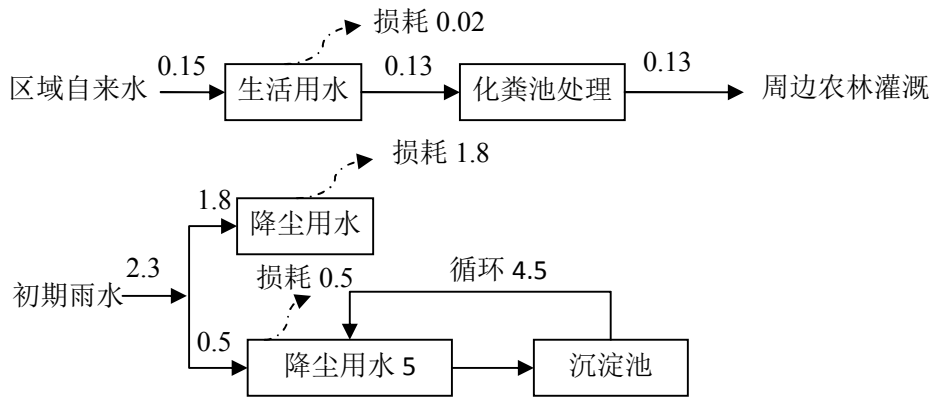 损耗 0.02
区域自来水
0.15
生活用水
0.13
化粪池处理
0.13
周边农林灌溉
损耗 1.8
1.8
降尘用水
2.3
初期雨水
损耗 0.5
循环 4.5
0.5
降尘用水 5
沉淀池